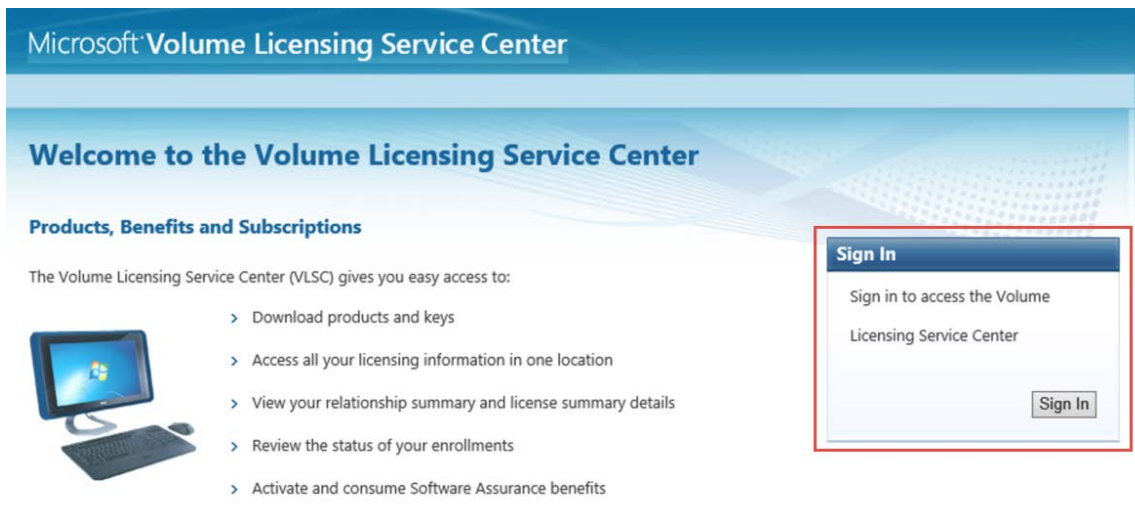 Microsoft Volume Licensing Service Center
Welcome to the Volume Licensing Service Center
Products, Benefits and Subscriptions
The Volume Licensing Service Center (VLSC) gives you easy access to:
> Download products and keys
> Access all your licensing information in one location
> View your relationship summary and license summary details
> Review the status of your enrollments
> Activate and consume Software Assurance benefits
Sign In
Sign in to access the Volume
Licensing Service Center
Sign In